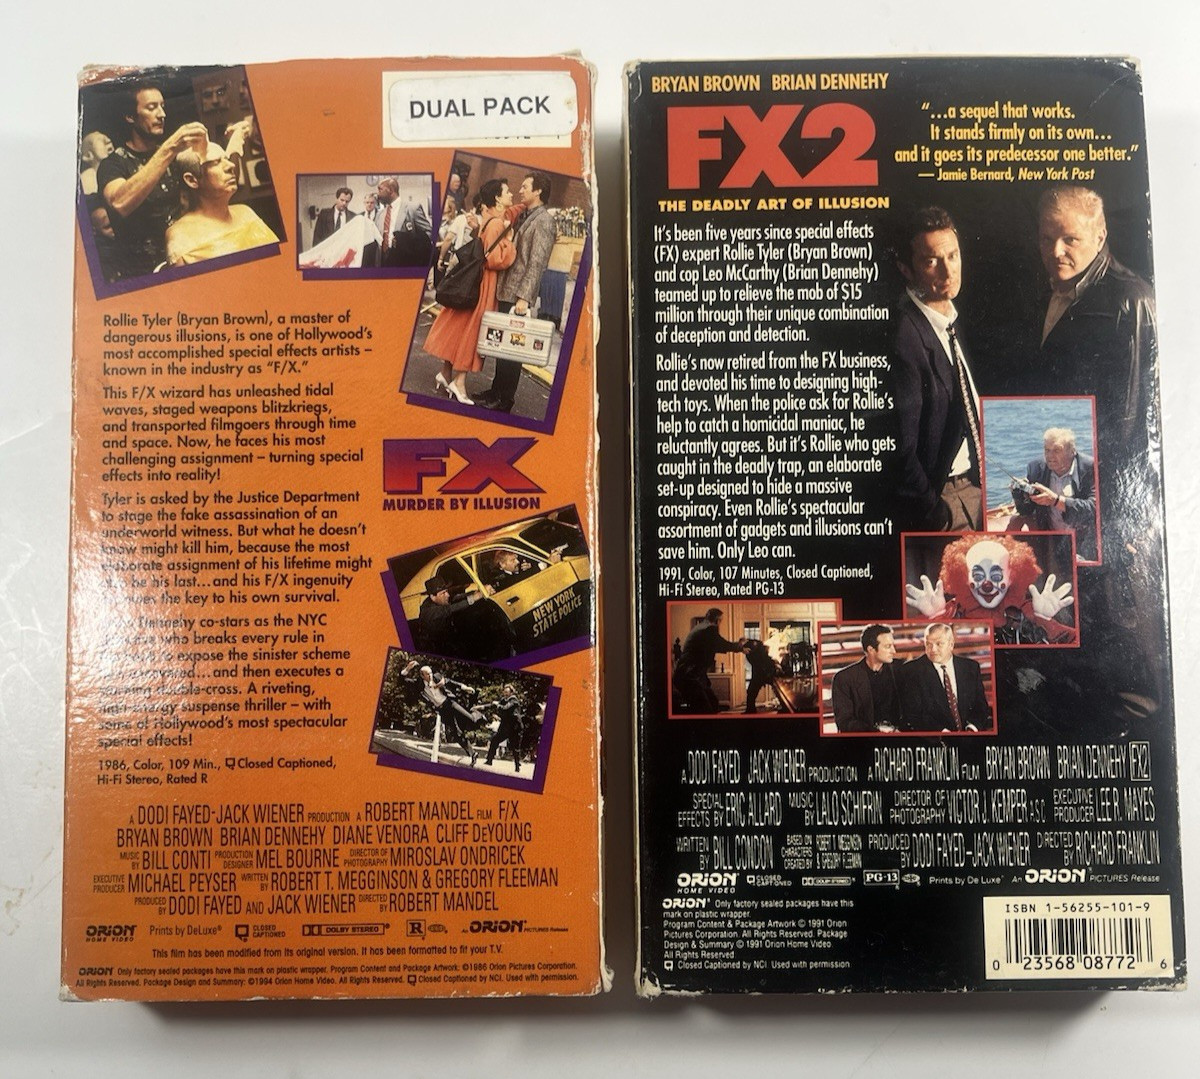 DUAL PACK
Rollie Tyler (Bryan Brown), a master of
dangerous illusions, is one of Hollywood's
most accomplished special effects artists –
known in the industry as "F/X."
This F/X wizard has unleashed tidal
waves, staged weapons blitzkriegs,
and transported filmgoers through time
and space. Now, he faces his most
challenging assignment – turning special
effects into reality!
Tyler is asked by the Justice Department
to stage the fake assassination of an
underworld witness. But what he doesn't
know might kill him, because the most
elaborate assignment of his lifetime might
be his last...and his F/X ingenuity
the key to his own survival.
Dennehy co-stars as the NYC
who breaks every rule in
to expose the sinister scheme
...and then executes a
double-cross. A riveting,
high-energy suspense thriller – with
some of Hollywood's most spectacular
special effects!
1986, Color, 109 Min., Closed Captioned,
Hi-Fi Stereo, Rated R
FX
MURDER BY ILLUSION
NEW YORK
STATE POLICE
A DODI FAYED-JACK WIENER PRODUCTION A ROBERT MANDEL FILM F/X
BRYAN BROWN BRIAN DENNEHY DIANE VENORA CLIFF DeYOUNG
MUSIC BY BILL CONTI PRODUCTION DESIGNER MEL BOURNE DIRECTOR OF PHOTOGRAPHY MIROSLAV ONDRICEK
EXECUTIVE PRODUCER MICHAEL PEYSER WRITTEN BY ROBERT T. MEGGINSON & GREGORY FLEEMAN
PRODUCED BY DODI FAYED AND JACK WIENER DIRECTED BY ROBERT MANDEL
ORION HOME VIDEO Prints by DeLuxe® CLOSED CAPTIONED DOLBY STEREO R AN ORION PICTURES Release
This film has been modified from its original version. It has been formatted to fit your T.V.
ORION Only factory sealed packages have this mark on plastic wrapper. Program Content and Package Artwork: ©1986 Orion Pictures Corporation.
All Rights Reserved. Package Design and Summary: ©1994 Orion Home Video. All Rights Reserved. Closed Captioned by NCI. Used with permission.
BRYAN BROWN BRIAN DENNEHY
FX2
THE DEADLY ART OF ILLUSION
"...a sequel that works.
It stands firmly on its own...
and it goes its predecessor one better."
— Jamie Bernard, New York Post
It's been five years since special effects
(FX) expert Rollie Tyler (Bryan Brown)
and cop Leo McCarthy (Brian Dennehy)
teamed up to relieve the mob of $15
million through their unique combination
of deception and detection.
Rollie's now retired from the FX business,
and devoted his time to designing high-
tech toys. When the police ask for Rollie's
help to catch a homicidal maniac, he
reluctantly agrees. But it's Rollie who gets
caught in the deadly trap, an elaborate
set-up designed to hide a massive
conspiracy. Even Rollie's spectacular
assortment of gadgets and illusions can't
save him. Only Leo can.
1991, Color, 107 Minutes, Closed Captioned,
Hi-Fi Stereo, Rated PG-13
A DODI FAYED JACK WIENER PRODUCTION A RICHARD FRANKLIN FILM BRYAN BROWN BRIAN DENNEHY FX2
SPECIAL EFFECTS BY ERIC ALLARD MUSIC BY LALO SCHIFRIN DIRECTOR OF PHOTOGRAPHY VICTOR J. KEMPER A.S.C. EXECUTIVE PRODUCER LEE R. MAYES
WRITTEN BY BILL CONDON BASED ON CHARACTERS CREATED BY ROBERT T. MEGGINSON & GREGORY FLEEMAN PRODUCED BY DODI FAYED-JACK WIENER DIRECTED BY RICHARD FRANKLIN
ORION HOME VIDEO CLOSED CAPTIONED DOLBY STEREO PG-13 Prints by De Luxe® An ORION PICTURES Release
ORION® Only factory sealed packages have this
mark on plastic wrapper.
Program Content & Package Artwork © 1991 Orion
Pictures Corporation. All Rights Reserved. Package
Design & Summary © 1991 Orion Home Video.
All Rights Reserved.
Closed Captioned by NCI. Used with permission.
ISBN 1-56255-101-9
0 23568 08772 6